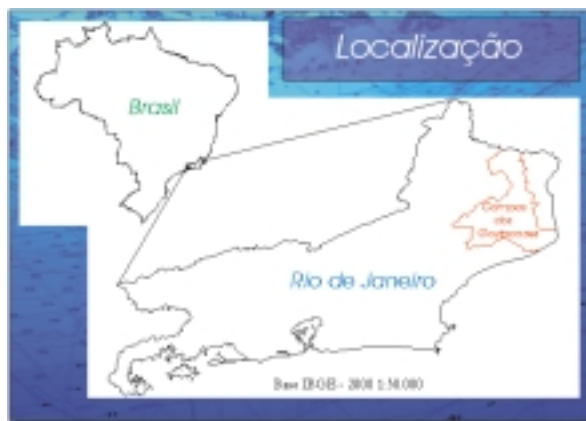 Localização
Brasil
Campos
dos
Goytacazes
Rio de Janeiro
Base IBGE - 2000 1:50.000